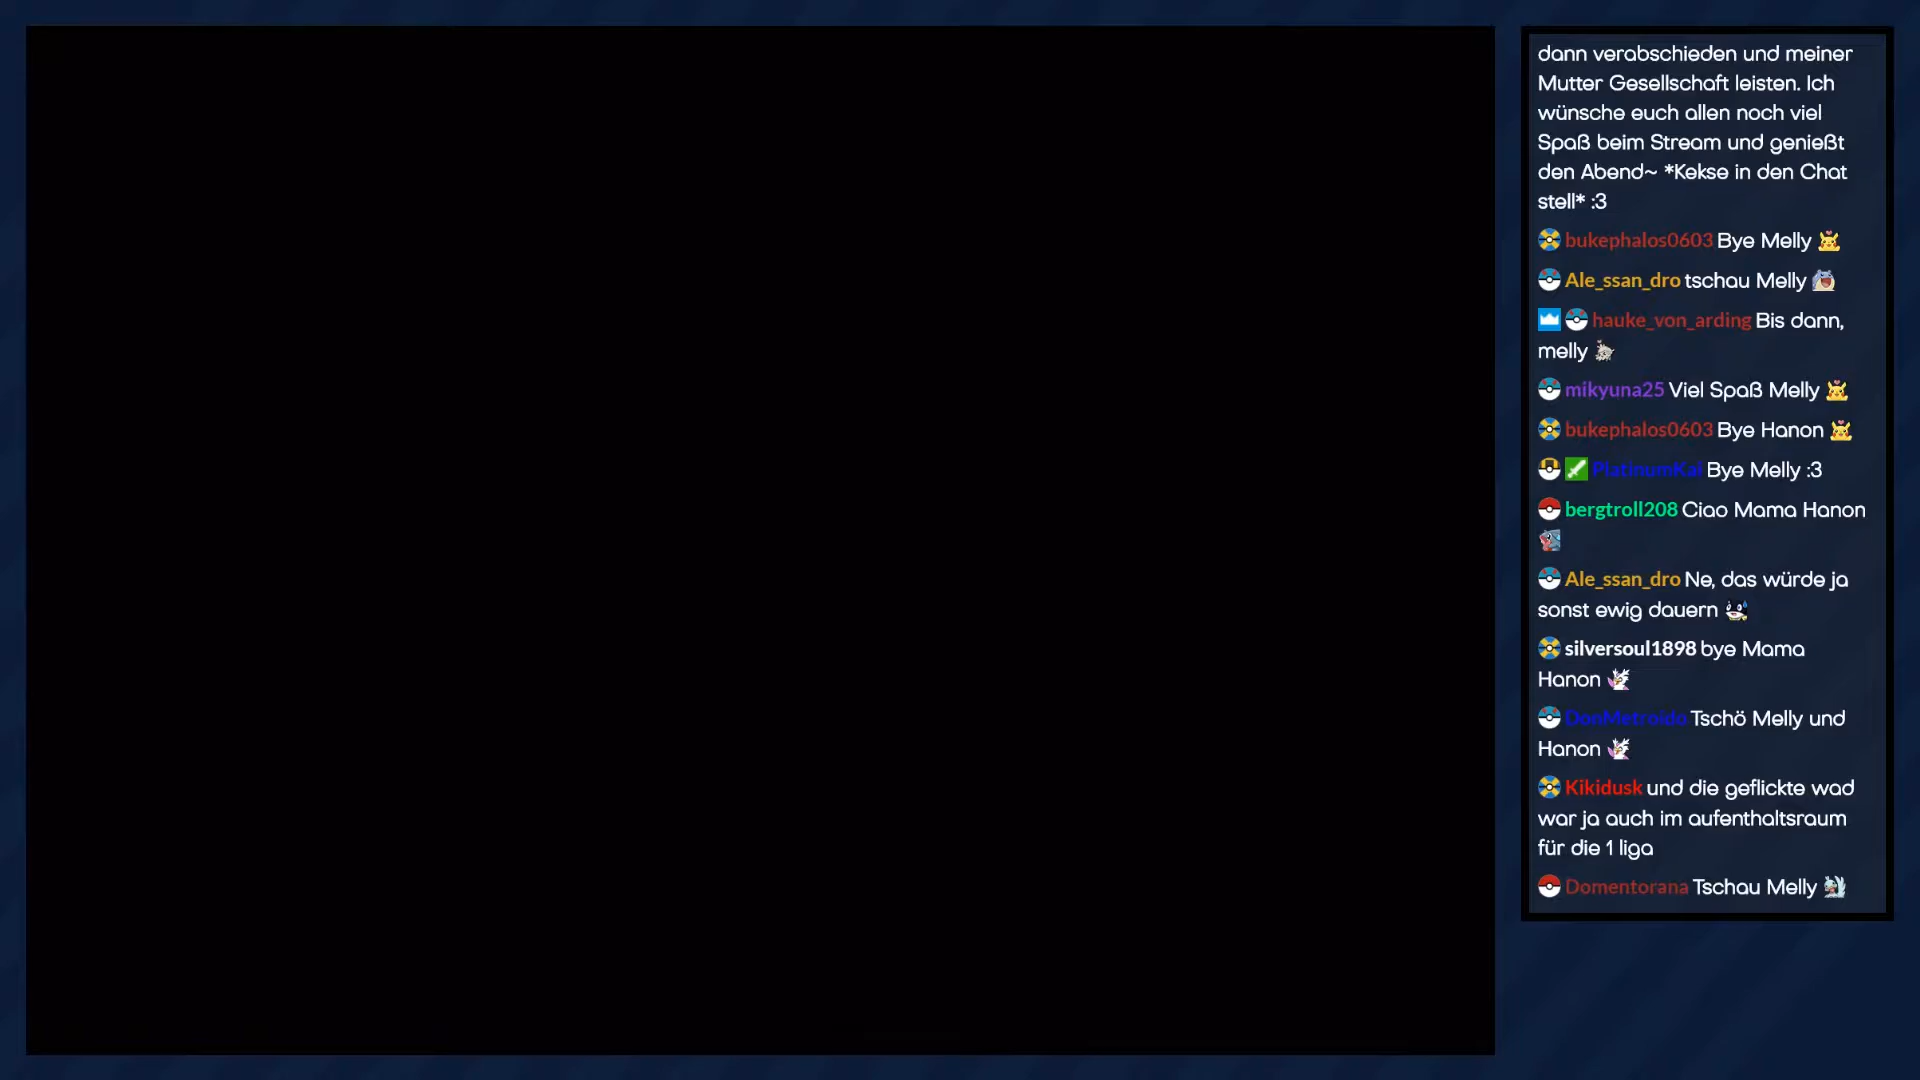 dann verabschieden und meiner
Mutter Gesellschaft leisten. Ich
wünsche euch allen noch viel
Spaß beim Stream und genießt
den Abend~ *Kekse in den Chat
stell* :3
bukephalos0603 Bye Melly
Ale_ssan_dro tschau Melly
hauke_von_arding Bis dann,
melly
mikyuna25 Viel Spaß Melly
bukephalos0603 Bye Hanon
PlatinumKai Bye Melly :3
bergtroll208 Ciao Mama Hanon
Ale_ssan_dro Ne, das würde ja
sonst ewig dauern
silversoul1898 bye Mama
Hanon
DonMetroido Tschö Melly und
Hanon
Kikidusk und die geflickte wad
war ja auch im aufenthaltsraum
für die 1 liga
Domentorana Tschau Melly